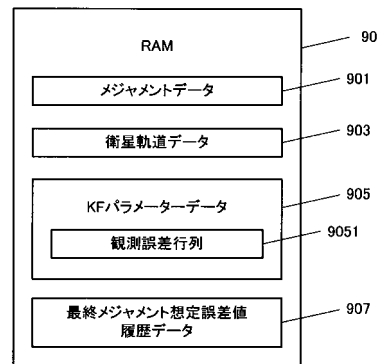 RAM
90
メジャメントデータ
901
衛星軌道データ
903
KFパラメーターデータ
905
観測誤差行列
9051
最終メジャメント想定誤差値
履歴データ
907